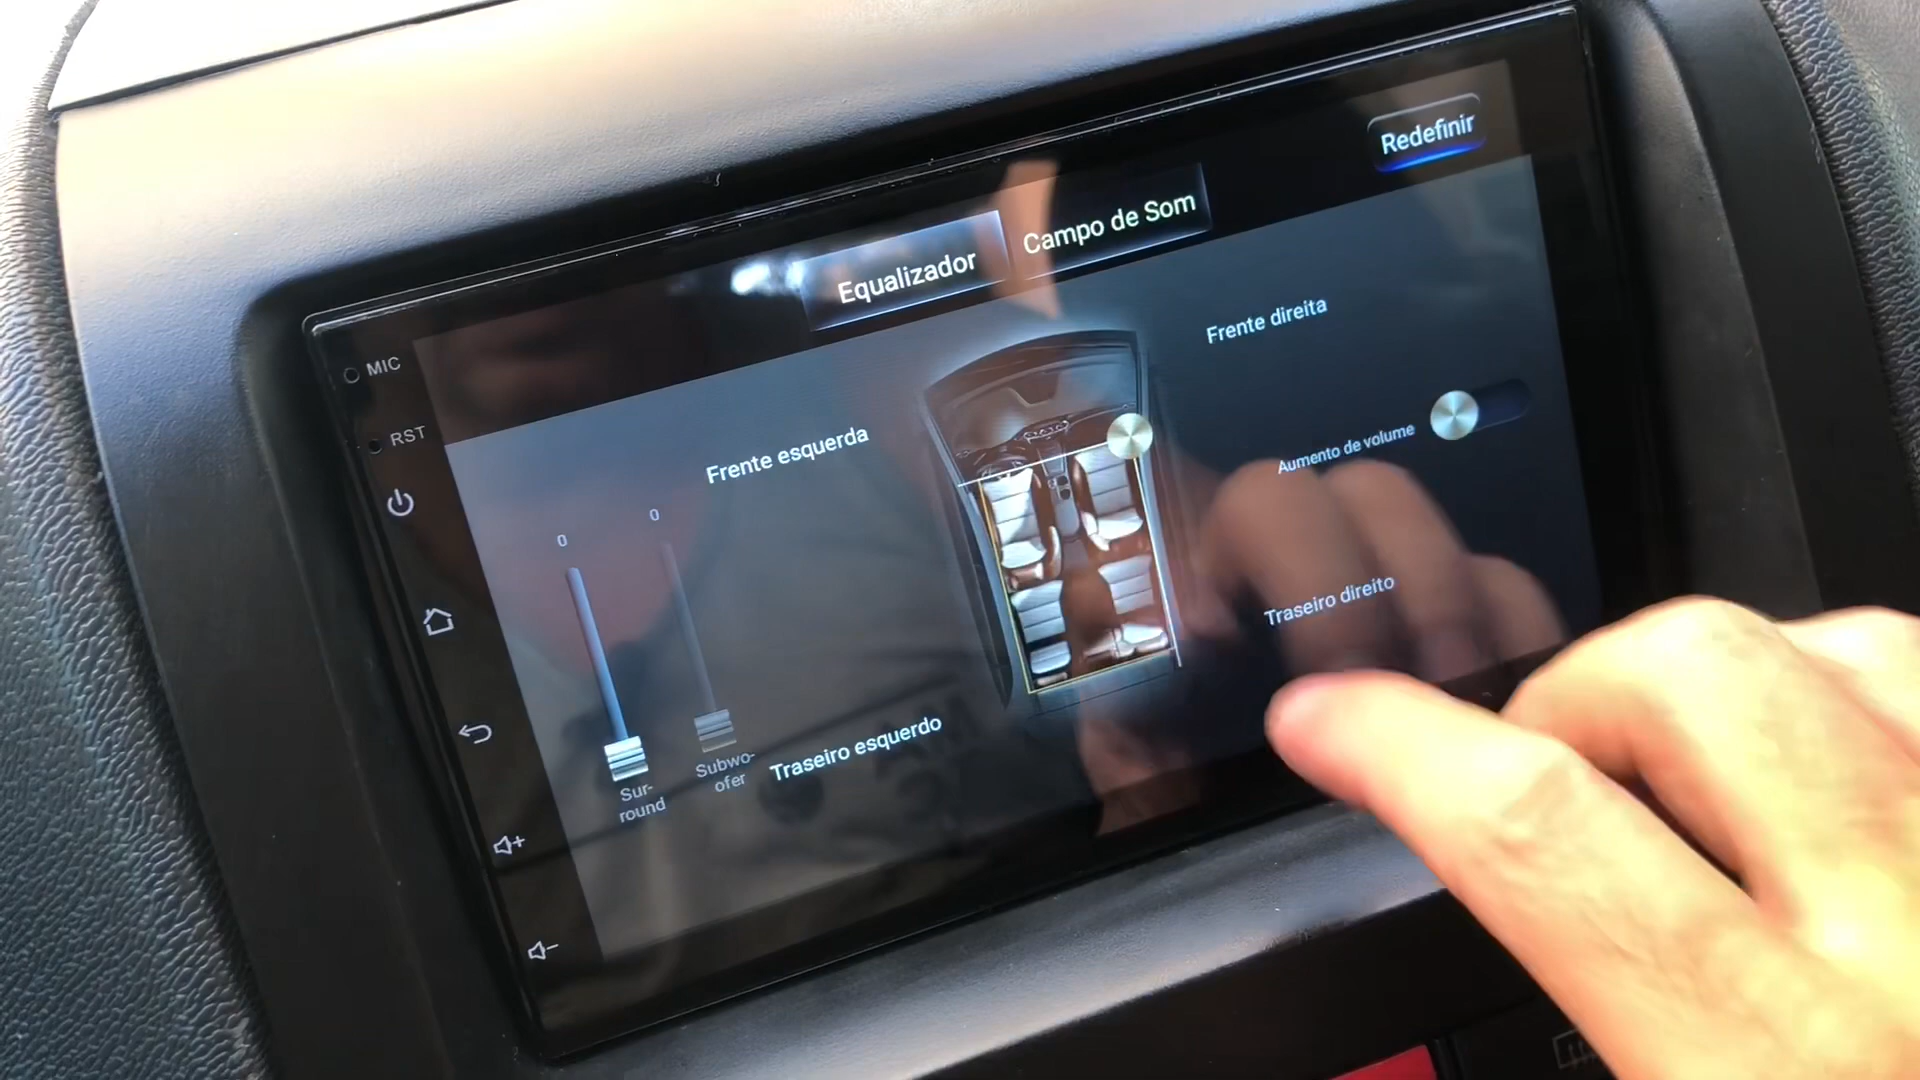 Redefinir
Equalizador
Campo de Som
MIC
RST
Frente esquerda
Frente direita
Aumento de volume
0
0
Traseiro direito
Traseiro esquerdo
Sur-
round
Subwo-
ofer